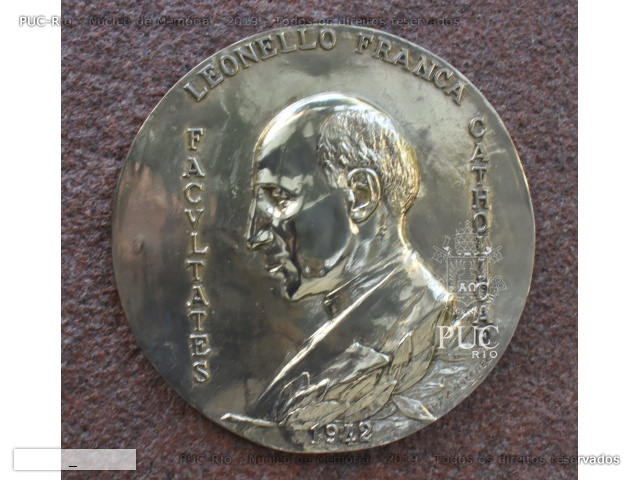 PUC-Rio - Núcleo de Memória - 2019 - Todos os direitos reservados
LEONELLO FRANCA
FACVLTATES
CATHOLICAE
PUC
RIO
1942
PUC-Rio - Núcleo de Memória - 2019 - Todos os direitos reservados